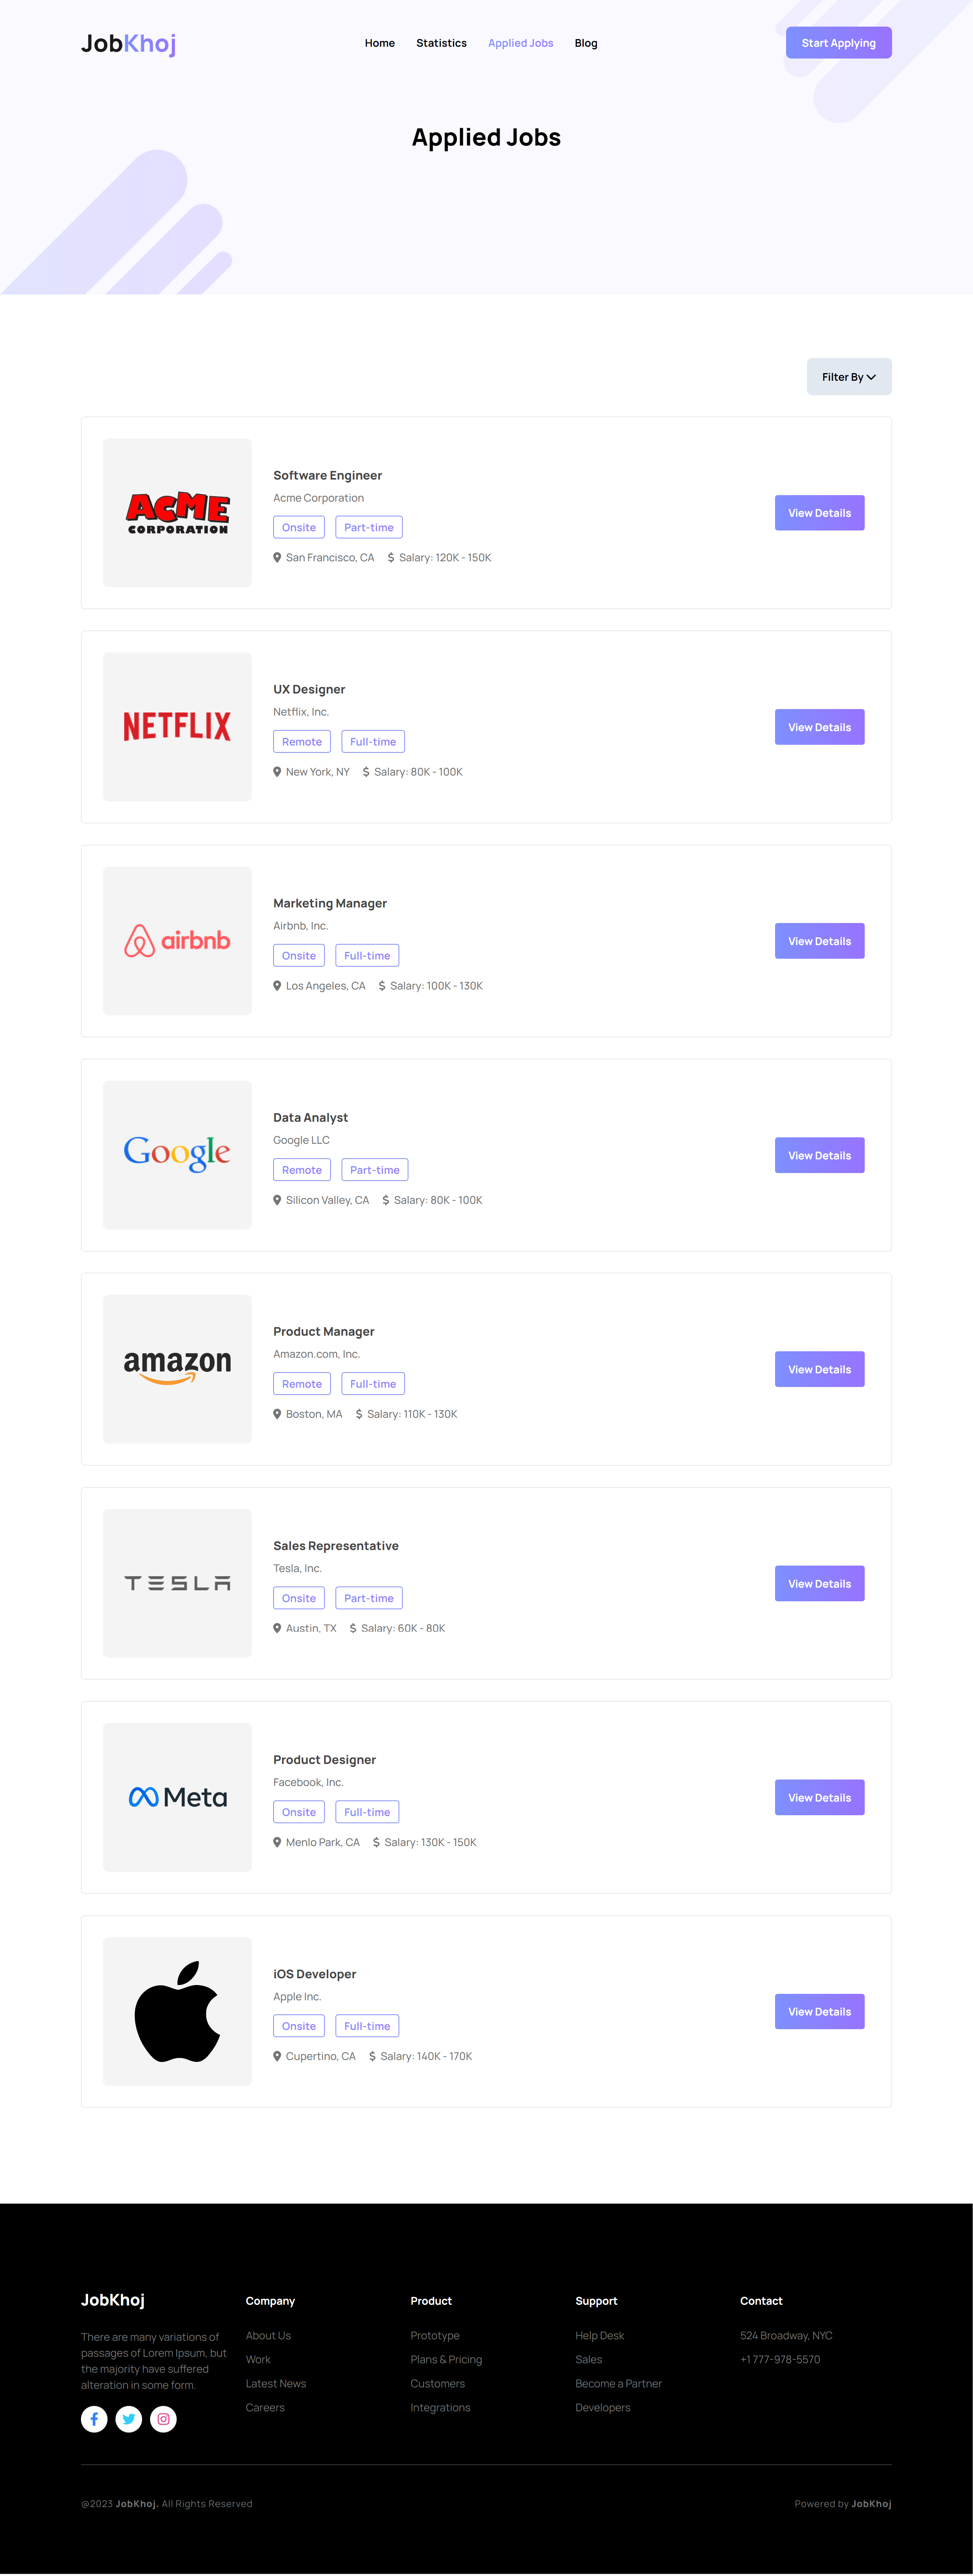 JobKhoj
Home Statistics Applied Jobs Blog
Start Applying
Applied Jobs
Filter By
ACME
CORPORATION
Software Engineer
Acme Corporation
Onsite Part-time
San Francisco, CA Salary: 120K - 150K
View Details
NETFLIX
UX Designer
Netflix, Inc.
Remote Full-time
New York, NY Salary: 80K - 100K
View Details
airbnb
Marketing Manager
Airbnb, Inc.
Onsite Full-time
Los Angeles, CA Salary: 100K - 130K
View Details
Google
Data Analyst
Google LLC
Remote Part-time
Silicon Valley, CA Salary: 80K - 100K
View Details
amazon
Product Manager
Amazon.com, Inc.
Remote Full-time
Boston, MA Salary: 110K - 130K
View Details
TESLA
Sales Representative
Tesla, Inc.
Onsite Part-time
Austin, TX Salary: 60K - 80K
View Details
Meta
Product Designer
Facebook, Inc.
Onsite Full-time
Menlo Park, CA Salary: 130K - 150K
View Details
iOS Developer
Apple Inc.
Onsite Full-time
Cupertino, CA Salary: 140K - 170K
View Details
JobKhoj
There are many variations of
passages of Lorem Ipsum, but
the majority have suffered
alteration in some form.
Company
About Us
Work
Latest News
Careers
Product
Prototype
Plans & Pricing
Customers
Integrations
Support
Help Desk
Sales
Become a Partner
Developers
Contact
524 Broadway, NYC
+1 777-978-5570
@2023 JobKhoj. All Rights Reserved
Powered by JobKhoj